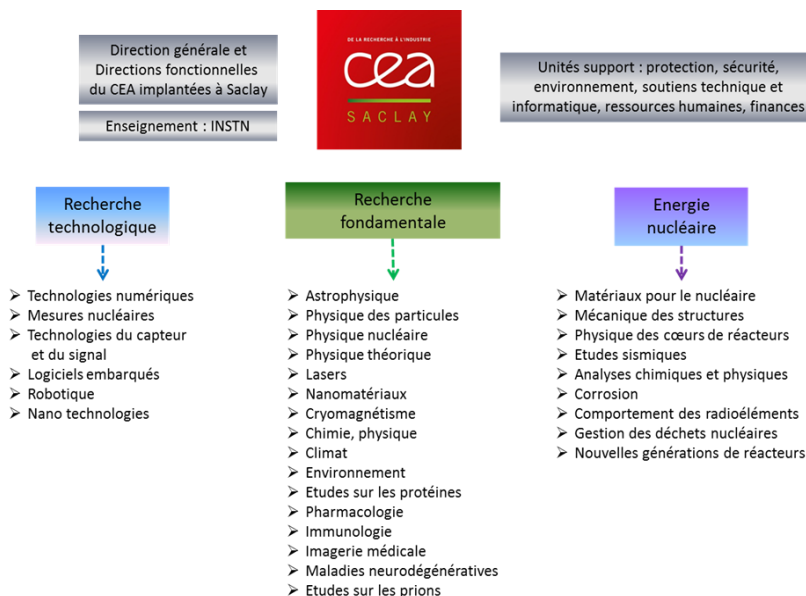 Direction générale et
Directions fonctionnelles
du CEA implantées à Saclay
Enseignement : INSTN
DE LA RECHERCHE À L'INDUSTRIE
cea
SACLAY
Unités support : protection, sécurité,
environnement, soutiens technique et
informatique, ressources humaines, finances
Recherche
technologique
➢ Technologies numériques
➢ Mesures nucléaires
➢ Technologies du capteur
et du signal
➢ Logiciels embarqués
➢ Robotique
➢ Nano technologies
Recherche
fondamentale
➢ Astrophysique
➢ Physique des particules
➢ Physique nucléaire
➢ Physique théorique
➢ Lasers
➢ Nanomatériaux
➢ Cryomagnétisme
➢ Chimie, physique
➢ Climat
➢ Environnement
➢ Etudes sur les protéines
➢ Pharmacologie
➢ Immunologie
➢ Imagerie médicale
➢ Maladies neurodégénératives
➢ Etudes sur les prions
Energie
nucléaire
➢ Matériaux pour le nucléaire
➢ Mécanique des structures
➢ Physique des cœurs de réacteurs
➢ Etudes sismiques
➢ Analyses chimiques et physiques
➢ Corrosion
➢ Comportement des radioéléments
➢ Gestion des déchets nucléaires
➢ Nouvelles générations de réacteurs